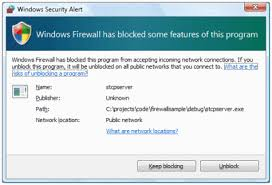 Windows Security Alert
Windows Firewall has blocked some features of this program
Windows Firewall has blocked this program from accepting incoming network connections. If you
unblock this program, it will be unblocked on all public networks that you connect to. What are the
risks of unblocking a program?
Name: stcpserver
Publisher: Unknown
Path: C:\projects\code\firewallsample\debug\stcpserver.exe
Network location: Public network
What are network locations?
Keep blocking
Unblock